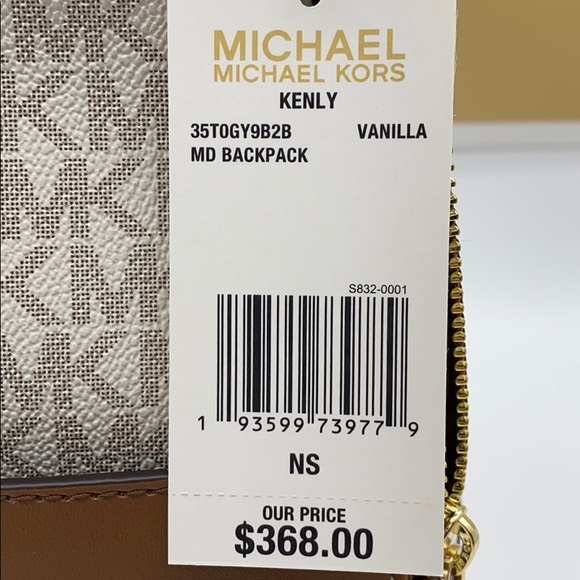 MICHAEL
MICHAEL KORS
KENLY
35T0GY9B2B VANILLA
MD BACKPACK
S832-0001
1 93599 73977 9
NS
OUR PRICE
$368.00